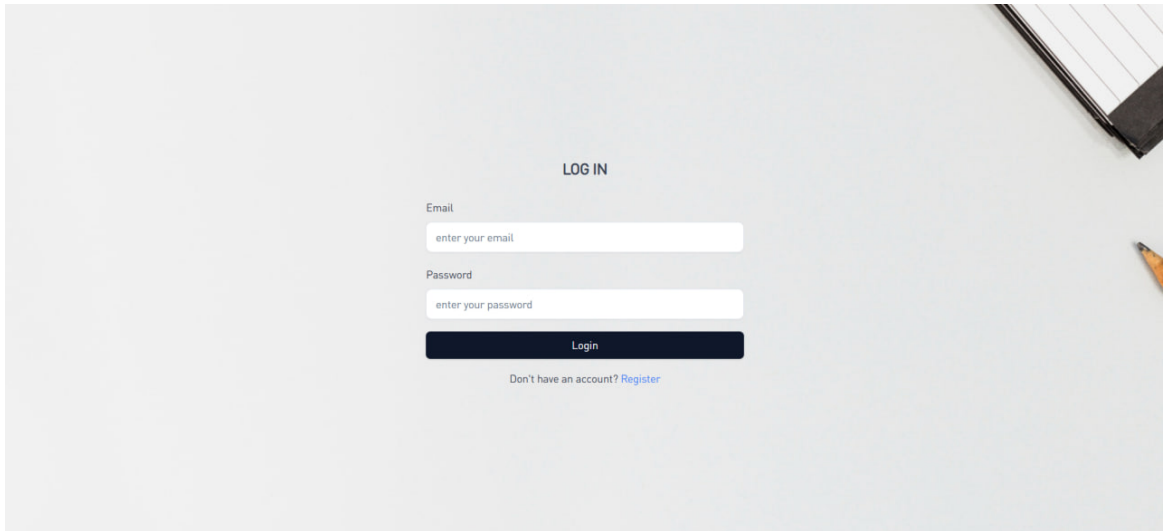 LOG IN
Email
enter your email
Password
enter your password
Login
Don't have an account? Register